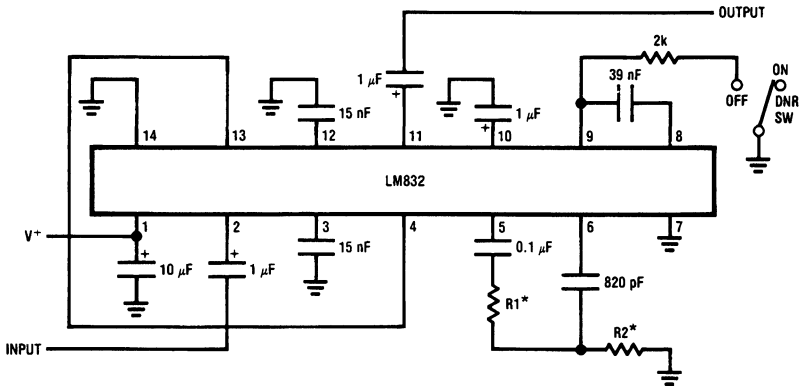 OUTPUT
2k
1 µF
39 nF
ON
OFF
DNR
SW
15 nF
1 µF
+
+
14
13
12
11
10
9
8
LM832
1
2
3
4
5
6
7
V+
+
10 µF
+
1 µF
15 nF
0.1 µF
820 pF
R1*
R2*
INPUT